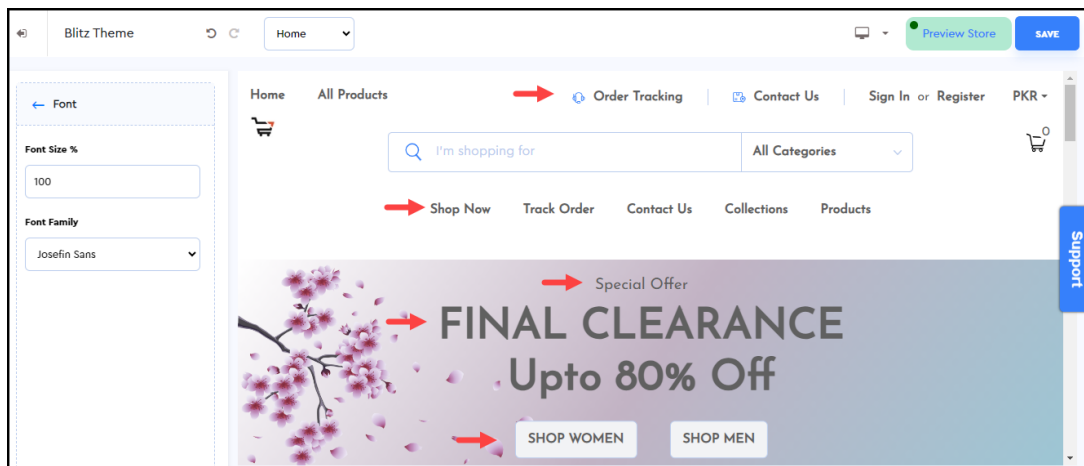 Blitz Theme
Home
Preview Store
SAVE
Font
Font Size %
100
Font Family
Josefin Sans
Home All Products Order Tracking Contact Us Sign In or Register PKR
I'm shopping for All Categories
0
Shop Now Track Order Contact Us Collections Products
Support
Special Offer
FINAL CLEARANCE
Upto 80% Off
SHOP WOMEN SHOP MEN